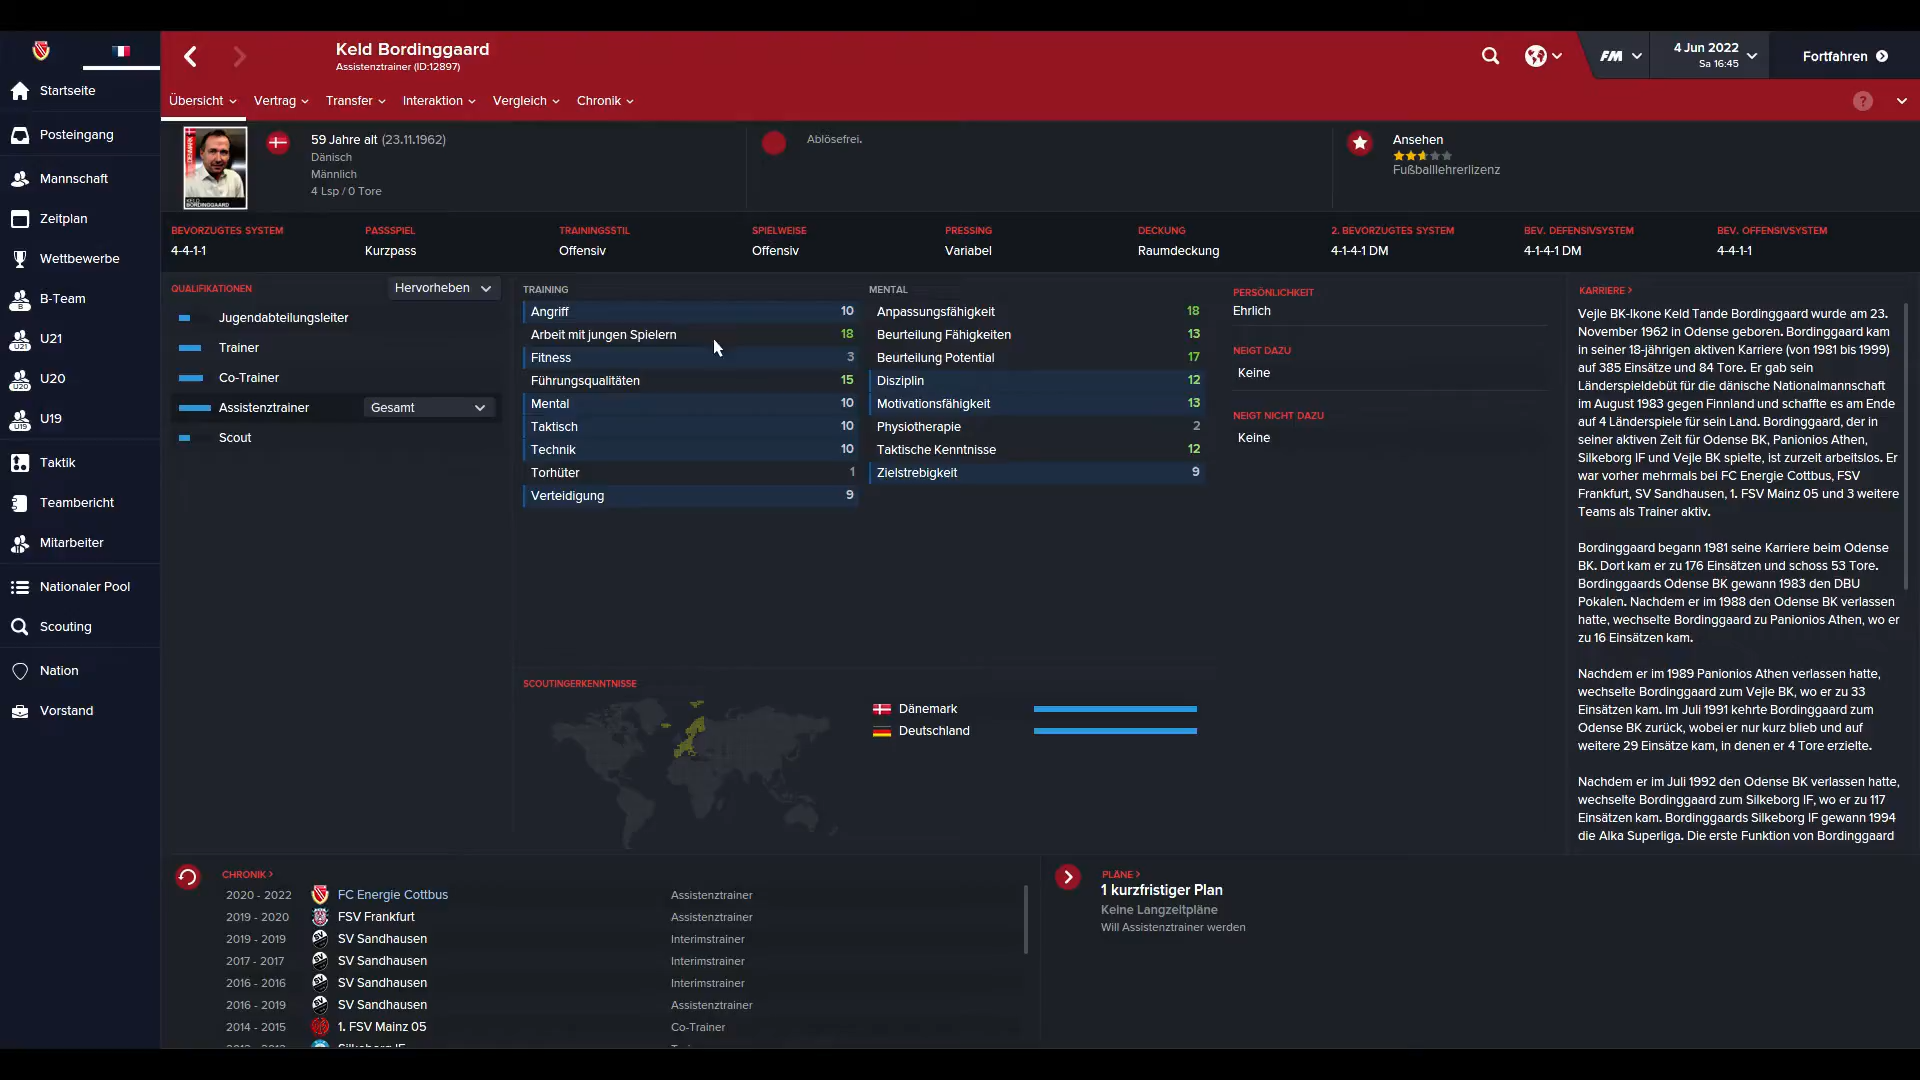 Keld Bordinggaard
Assistenztrainer (ID:12897)
FM
4 Jun 2022
Sa 16:45
Fortfahren
Übersicht
Vertrag
Transfer
Interaktion
Vergleich
Chronik
?
Startseite
Posteingang
Mannschaft
Zeitplan
Wettbewerbe
B-Team
U21
U20
U19
Taktik
Teambericht
Mitarbeiter
Nationaler Pool
Scouting
Nation
Vorstand
59 Jahre alt (23.11.1962)
Dänisch
Männlich
4 Lsp / 0 Tore
Ablösefrei.
Ansehen
Fußballlehrerlizenz
BEVORZUGTES SYSTEM
4-4-1-1
PASSSPIEL
Kurzpass
TRAININGSSTIL
Offensiv
SPIELWEISE
Offensiv
PRESSING
Variabel
DECKUNG
Raumdeckung
2. BEVORZUGTES SYSTEM
4-1-4-1 DM
BEV. DEFENSIVSYSTEM
4-1-4-1 DM
BEV. OFFENSIVSYSTEM
4-4-1-1
QUALIFIKATIONEN
Hervorheben
Jugendabteilungsleiter
Trainer
Co-Trainer
Assistenztrainer Gesamt
Scout
TRAINING
Angriff 10
Arbeit mit jungen Spielern 18
Fitness 3
Führungsqualitäten 15
Mental 10
Taktisch 10
Technik 10
Torhüter 1
Verteidigung 9
MENTAL
Anpassungsfähigkeit 18
Beurteilung Fähigkeiten 13
Beurteilung Potential 17
Disziplin 12
Motivationsfähigkeit 13
Physiotherapie 2
Taktische Kenntnisse 12
Zielstrebigkeit 9
PERSÖNLICHKEIT
Ehrlich
NEIGT DAZU
Keine
NEIGT NICHT DAZU
Keine
SCOUTINGERKENNTNISSE
Dänemark
Deutschland
KARRIERE >
Vejle BK-Ikone Keld Tande Bordinggaard wurde am 23.
November 1962 in Odense geboren. Bordinggaard kam
in seiner 18-jährigen aktiven Karriere (von 1981 bis 1999)
auf 385 Einsätze und 84 Tore. Er gab sein
Länderspieldebüt für die dänische Nationalmannschaft
im August 1983 gegen Finnland und schaffte es am Ende
auf 4 Länderspiele für sein Land. Bordinggaard, der in
seiner aktiven Zeit für Odense BK, Panionios Athen,
Silkeborg IF und Vejle BK spielte, ist zurzeit arbeitslos. Er
war vorher mehrmals bei FC Energie Cottbus, FSV
Frankfurt, SV Sandhausen, 1. FSV Mainz 05 und 3 weitere
Teams als Trainer aktiv.
Bordinggaard begann 1981 seine Karriere beim Odense
BK. Dort kam er zu 176 Einsätzen und schoss 53 Tore.
Bordinggaards Odense BK gewann 1983 den DBU
Pokalen. Nachdem er im 1988 den Odense BK verlassen
hatte, wechselte Bordinggaard zu Panionios Athen, wo er
zu 16 Einsätzen kam.
Nachdem er im 1989 Panionios Athen verlassen hatte,
wechselte Bordinggaard zum Vejle BK, wo er zu 33
Einsätzen kam. Im Juli 1991 kehrte Bordinggaard zum
Odense BK zurück, wobei er nur kurz blieb und auf
weitere 29 Einsätze kam, in denen er 4 Tore erzielte.
Nachdem er im Juli 1992 den Odense BK verlassen hatte,
wechselte Bordinggaard zum Silkeborg IF, wo er zu 117
Einsätzen kam. Bordinggaards Silkeborg IF gewann 1994
die Alka Superliga. Die erste Funktion von Bordinggaard
CHRONIK >
2020 - 2022 FC Energie Cottbus Assistenztrainer
2019 - 2020 FSV Frankfurt Assistenztrainer
2019 - 2019 SV Sandhausen Interimstrainer
2017 - 2017 SV Sandhausen Interimstrainer
2016 - 2016 SV Sandhausen Interimstrainer
2016 - 2019 SV Sandhausen Assistenztrainer
2014 - 2015 1. FSV Mainz 05 Co-Trainer
PLÄNE >
1 kurzfristiger Plan
Keine Langzeitpläne
Will Assistenztrainer werden